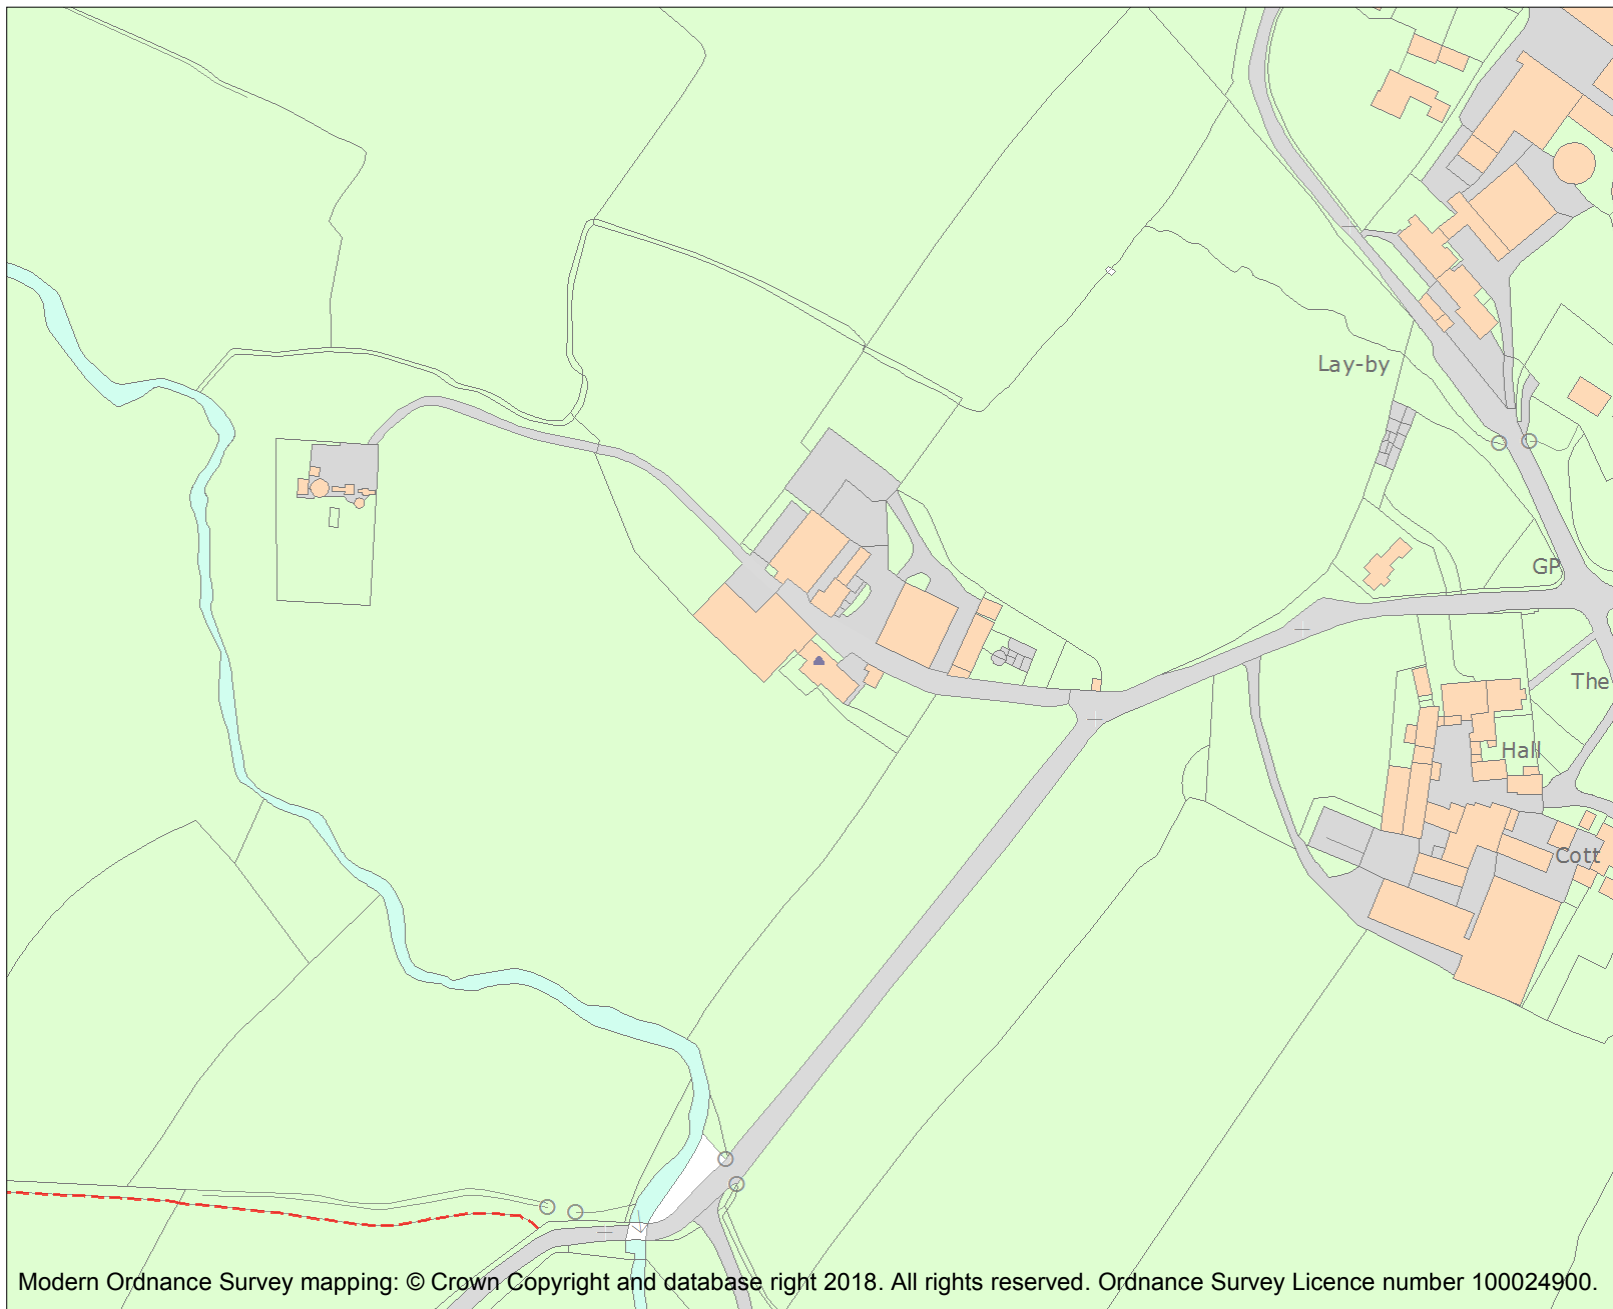 Lay-by
GP
The
Hall
Cott
Modern Ordnance Survey mapping: © Crown Copyright and database right 2018. All rights reserved. Ordnance Survey Licence number 100024900.